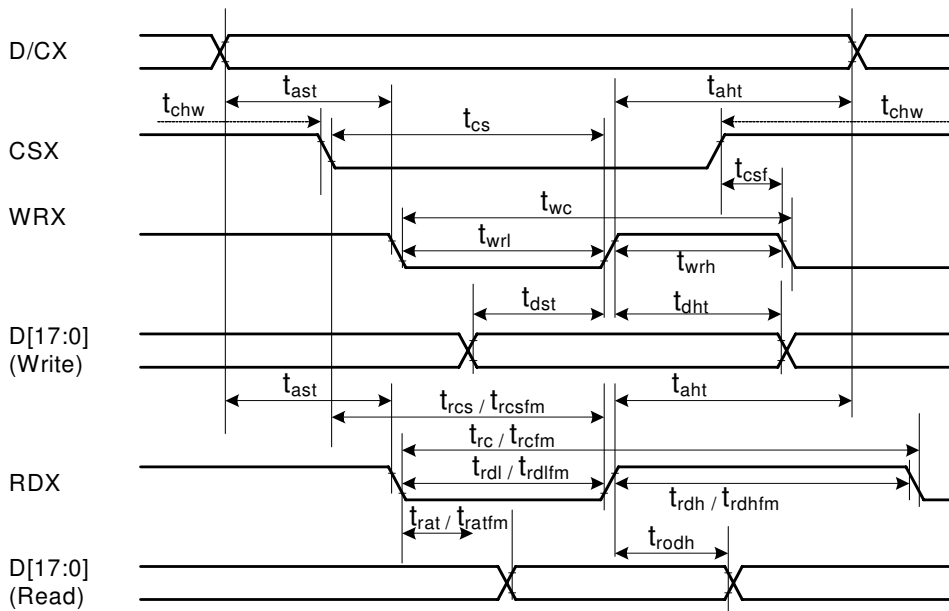 D/CX
t_ast t_aht
t_chw t_cs t_chw
CSX
t_csf
WRX
t_wc
t_wrl t_wrh
t_dst t_dht
D[17:0]
(Write)
t_ast t_aht
t_rcs / t_rcsfm
t_rc / t_rcfm
RDX
t_rdl / t_rdlfm
t_rdh / t_rdhfm
t_rat / t_ratfm
t_rodh
D[17:0]
(Read)